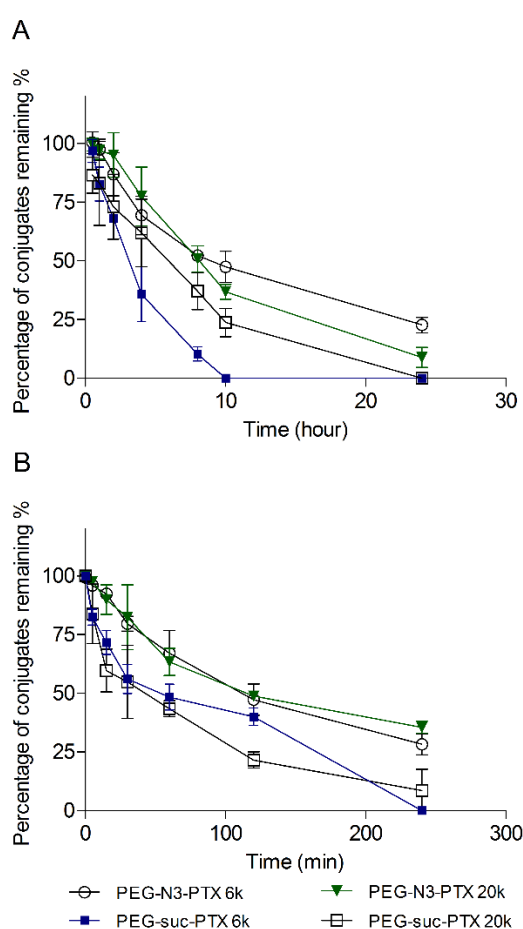 A
Percentage of conjugates remaining %
100
75
50
25
0
0
10
20
30
Time (hour)
B
Percentage of conjugates remaining %
100
75
50
25
0
0
100
200
300
Time (min)
PEG-N3-PTX 6k
PEG-N3-PTX 20k
PEG-suc-PTX 6k
PEG-suc-PTX 20k